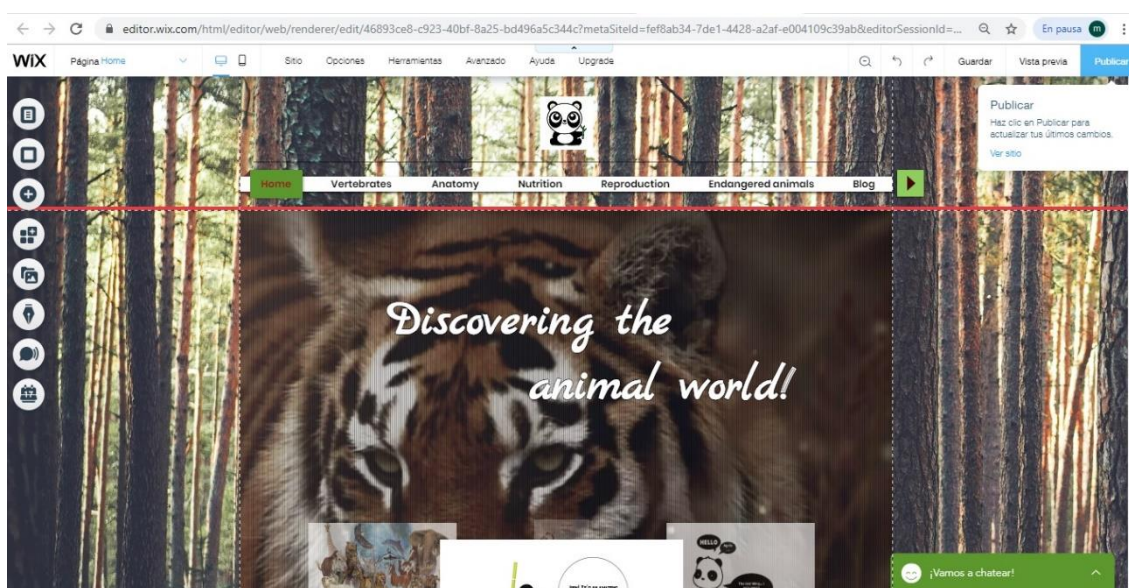 editor.wix.com/html/editor/web/renderer/edit/46893ce8-c923-40bf-8a25-bd496a5c344c?metaSiteId=fef8ab34-7de1-4428-a2af-e004109c39ab&editorSessionId=...
En pausa m
WiX Página Home Sitio Opciones Herramientas Avanzado Ayuda Upgrade Guardar Vista previa Publicar
Publicar
Haz clic en Publicar para
actualizar tus últimos cambios.
Ver sitio
Home Vertebrates Anatomy Nutrition Reproduction Endangered animals Blog
Discovering the
animal world!
HELLO
¡Vamos a chatear!